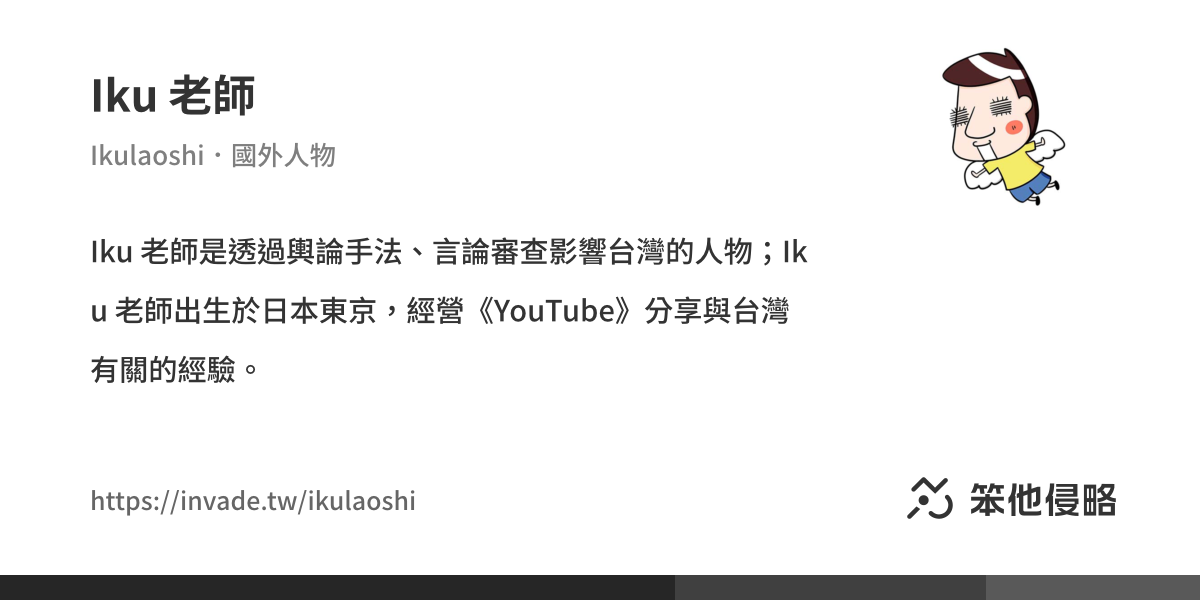 Iku 老師
Ikulaoshi・國外人物
Iku 老師是透過輿論手法、言論審查影響台灣的人物；Ik
u 老師出生於日本東京，經營《YouTube》分享與台灣
有關的經驗。
https://invade.tw/ikulaoshi
笨他侵略